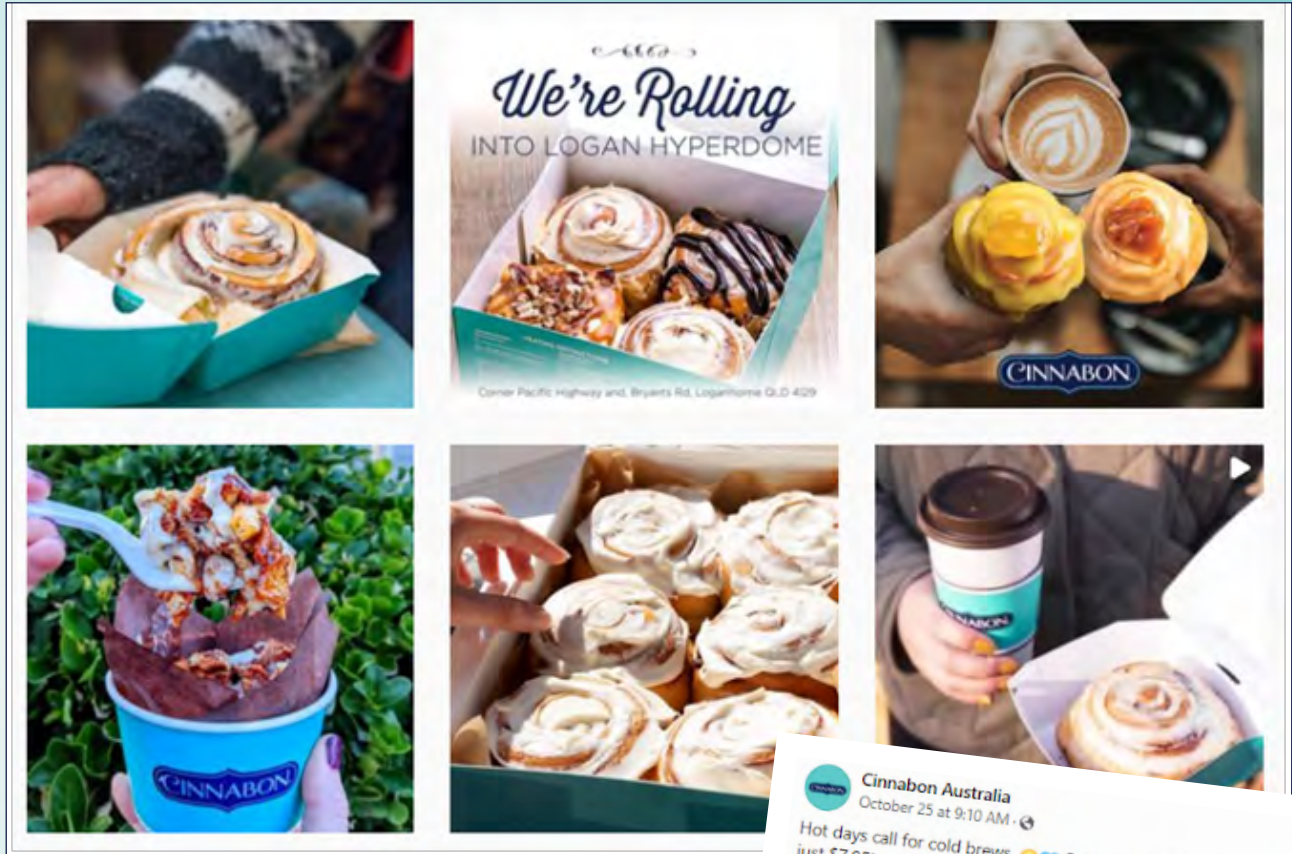 We're Rolling
INTO LOGAN HYPERDOME
Corner Pacific Highway and, Bryants Rd, Loganholme QLD 4129
CINNABON
CINNABON
CINNABON
Cinnabon Australia
October 25 at 9:10 AM
Hot days call for cold brews.
just